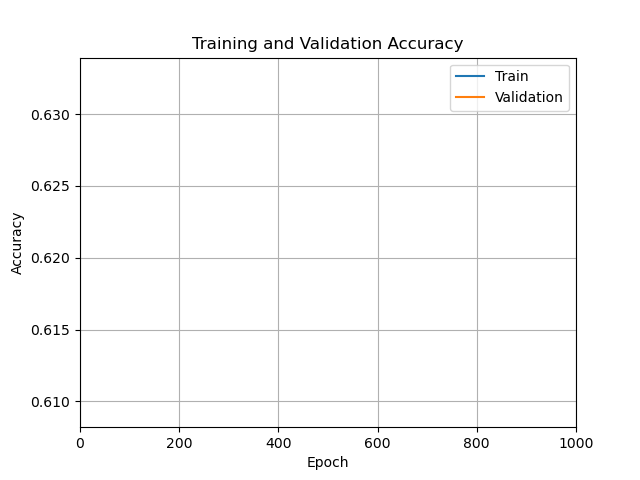 Training and Validation Accuracy
Train
Validation
0.630
0.625
0.620
0.615
0.610
Accuracy
0 200 400 600 800 1000
Epoch